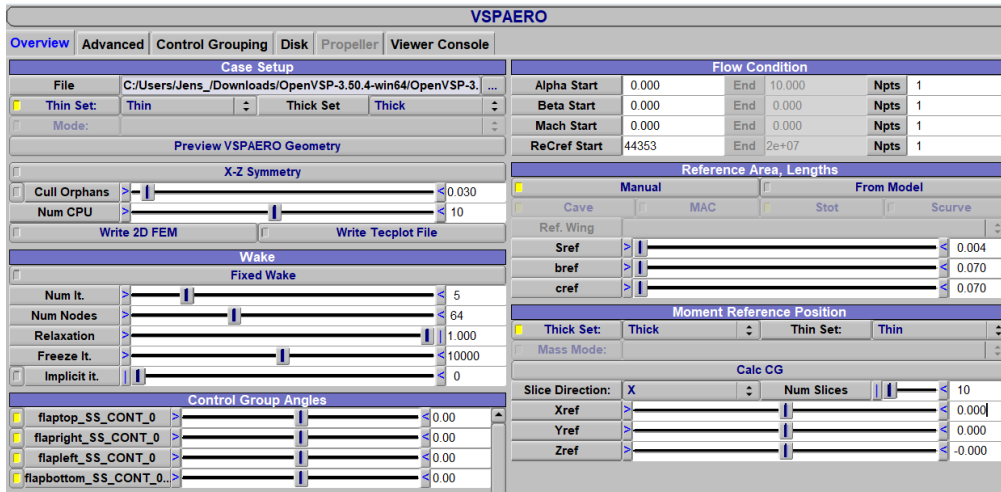 VSPAERO
Overview Advanced Control Grouping Disk Propeller Viewer Console
Case Setup
File C:/Users/Jens_/Downloads/OpenVSP-3.50.4-win64/OpenVSP-3. ...
Thin Set: Thin Thick Set Thick
Mode:
Preview VSPAERO Geometry
X-Z Symmetry
Cull Orphans > < 0.030
Num CPU > < 10
Write 2D FEM Write Tecplot File
Wake
Fixed Wake
Num It. > < 5
Num Nodes > < 64
Relaxation > | 1.000
Freeze It. > < 10000
Implicit it. | < 0
Control Group Angles
flaptop_SS_CONT_0 > < 0.00
flapright_SS_CONT_0 > < 0.00
flapleft_SS_CONT_0 > < 0.00
flapbottom_SS_CONT_0.. > < 0.00
Flow Condition
Alpha Start 0.000 End 10.000 Npts 1
Beta Start 0.000 End 0.000 Npts 1
Mach Start 0.000 End 0.000 Npts 1
ReCref Start 44353 End 2e+07 Npts 1
Reference Area, Lengths
Manual From Model
Cave MAC Stot Scurve
Ref. Wing
Sref > < 0.004
bref > < 0.070
cref > < 0.070
Moment Reference Position
Thick Set: Thick Thin Set: Thin
Mass Mode:
Calc CG
Slice Direction: X Num Slices | < 10
Xref > < 0.000
Yref > < 0.000
Zref > < -0.000